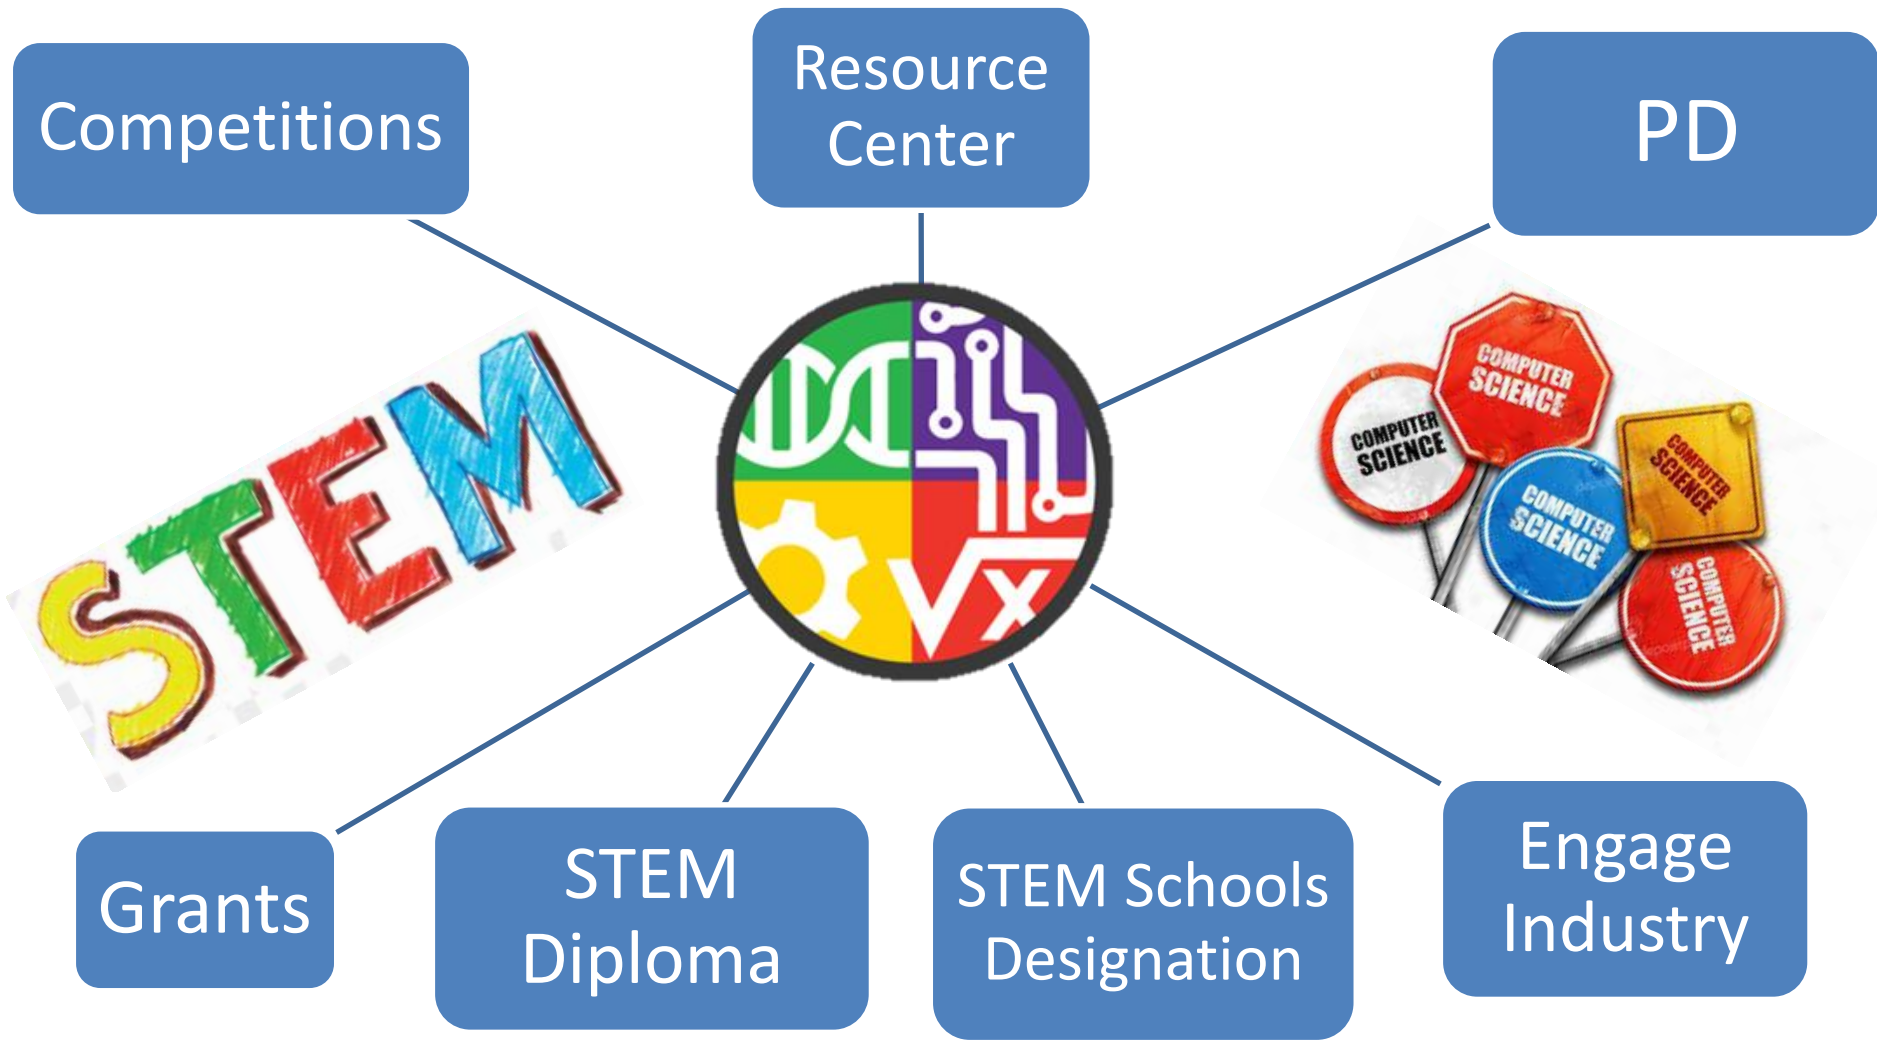 Competitions
Resource
Center
PD
STEM
COMPUTER
SCIENCE
COMPUTER
SCIENCE
COMPUTER
SCIENCE
COMPUTER
SCIENCE
COMPUTER
SCIENCE
√x
Grants
STEM
Diploma
STEM Schools
Designation
Engage
Industry